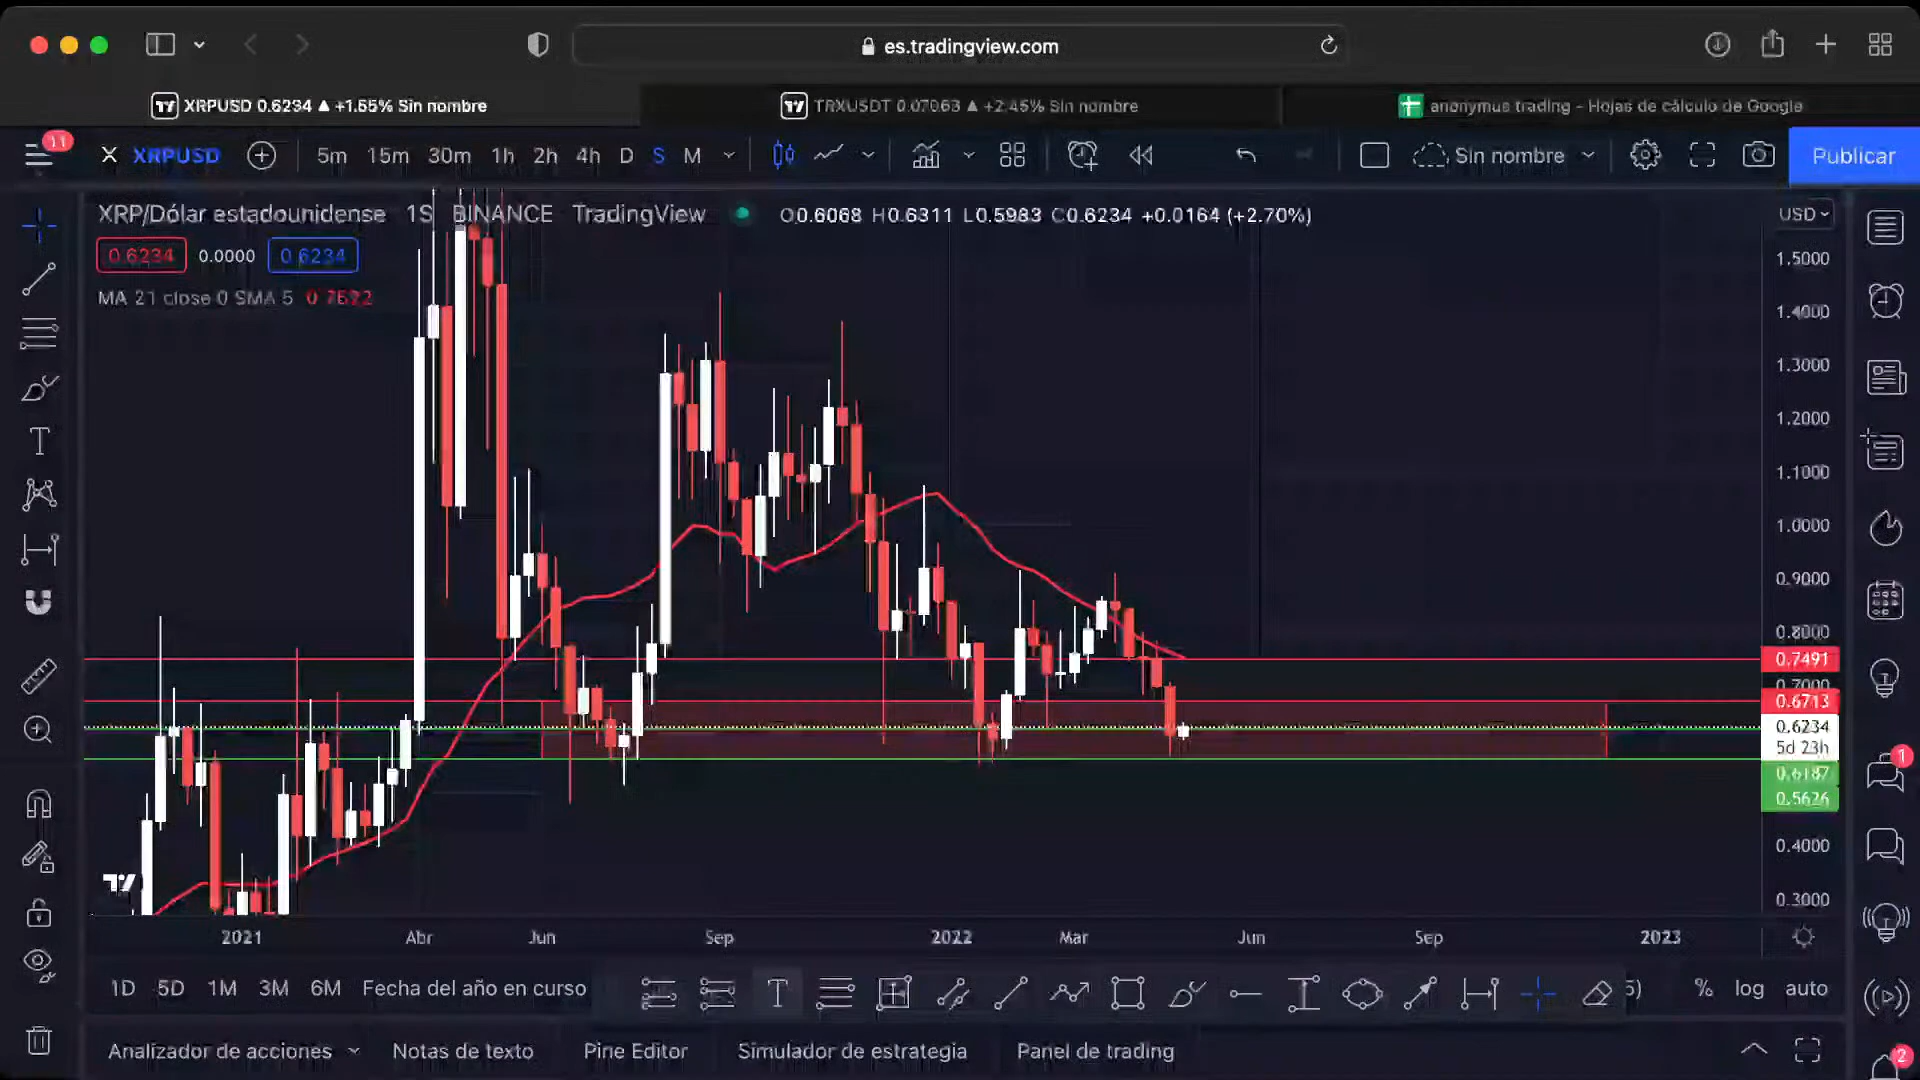 es.tradingview.com
XRPUSD 0.6234 ▲ +1.55% Sin nombre
TRXUSDT 0.07063 ▲ +2.45% Sin nombre
anonymus trading - Hojas de cálculo de Google
11
XRPUSD 5m 15m 30m 1h 2h 4h D S M Sin nombre Publicar
XRP/Dólar estadounidense 1S BINANCE TradingView O0.6068 H0.6311 L0.5983 C0.6234 +0.0164 (+2.70%)
USD
0.6234 0.0000 0.6234
MA 21 close 0 SMA 5
1.5000
1.4000
1.3000
1.2000
1.1000
1.0000
0.9000
0.8000
0.7491
0.7000
0.6713
0.6234
5d 23h
0.6187
0.5626
0.4000
0.3000
1
2021 Abr Jun Sep 2022 Mar Jun Sep 2023
1D 5D 1M 3M 6M Fecha del año en curso 5) % log auto
Analizador de acciones Notas de texto Pine Editor Simulador de estrategia Panel de trading
2